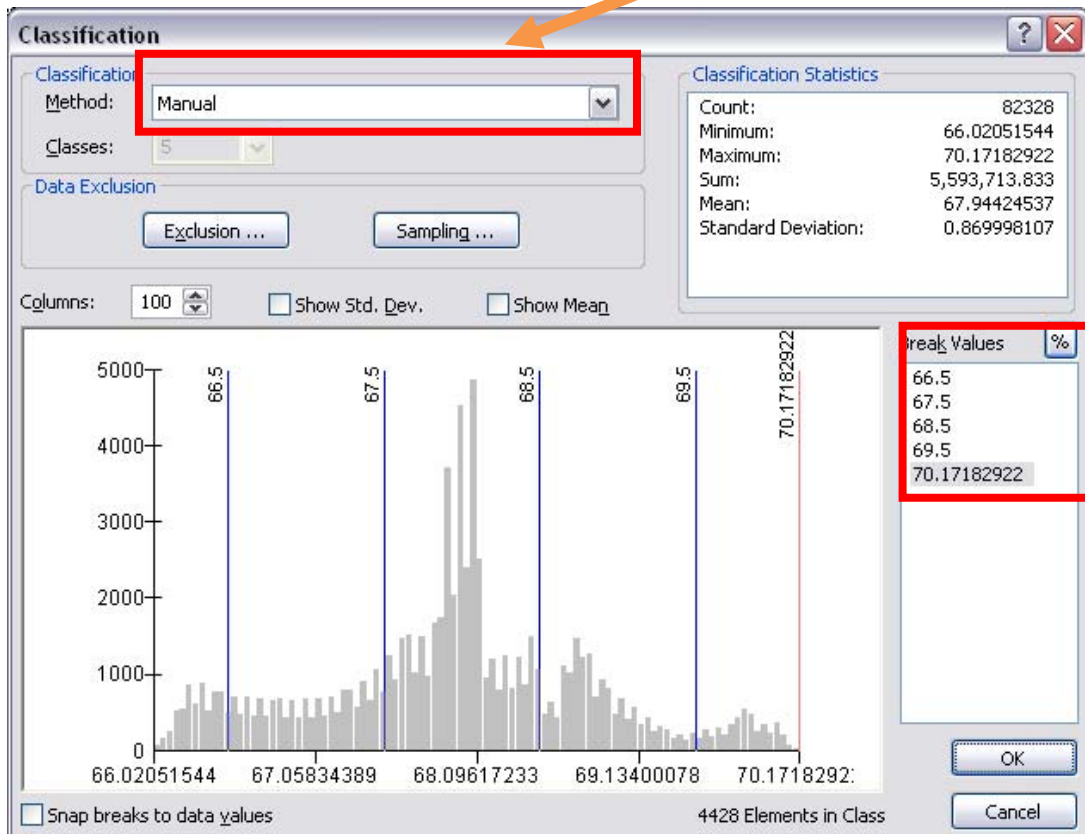 Classification
?
Classification
Method:
Manual
Classes:
5
Data Exclusion
Exclusion ...
Sampling ...
Classification Statistics
Count: 82328
Minimum: 66.02051544
Maximum: 70.17182922
Sum: 5,593,713.833
Mean: 67.94424537
Standard Deviation: 0.869998107
Columns:
100
Show Std. Dev.
Show Mean
Break Values
%
66.5
67.5
68.5
69.5
70.17182922
5000
4000
3000
2000
1000
0
66.5
67.5
68.5
69.5
70.17182922
66.02051544
67.05834389
68.09617233
69.13400078
70.1718292
Snap breaks to data values
4428 Elements in Class
OK
Cancel